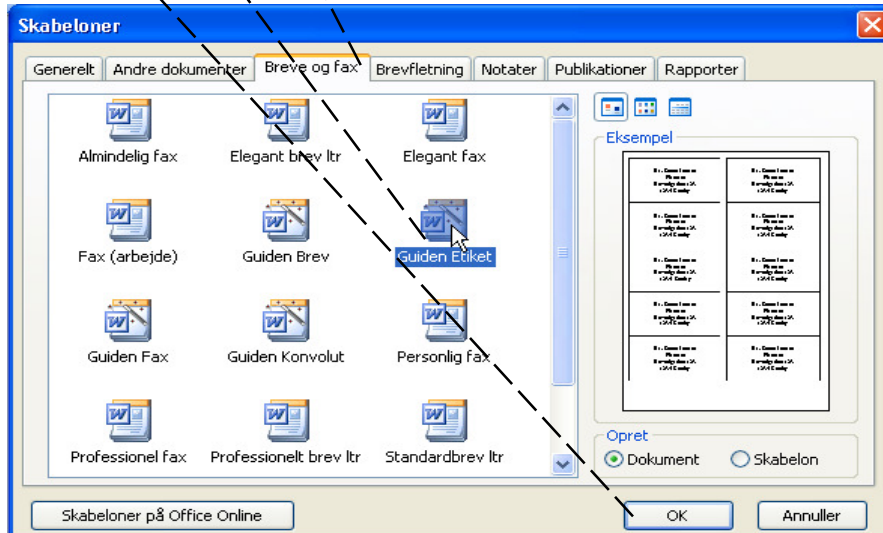 Skabeloner
Generelt Andre dokumenter Breve og fax Brevfletning Notater Publikationer Rapporter
Almindelig fax Elegant brev ltr Elegant fax
Eksempel
Fax (arbejde) Guiden Brev Guiden Etiket
Guiden Fax Guiden Konvolut Personlig fax
Professionel fax Professionelt brev ltr Standardbrev ltr
Opret
Dokument Skabelon
Skabeloner på Office Online OK Annuller